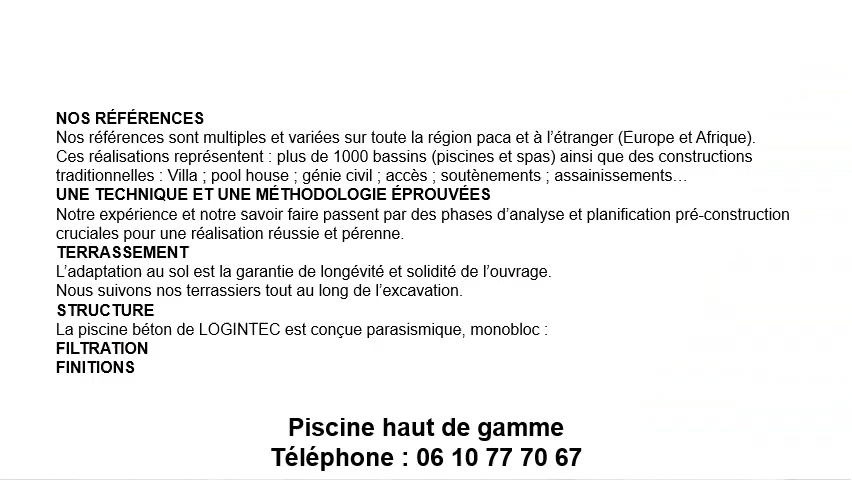 NOS RÉFÉRENCES
Nos références sont multiples et variées sur toute la région paca et à l’étranger (Europe et Afrique).
Ces réalisations représentent : plus de 1000 bassins (piscines et spas) ainsi que des constructions
traditionnelles : Villa ; pool house ; génie civil ; accès ; soutènements ; assainissements…
UNE TECHNIQUE ET UNE MÉTHODOLOGIE ÉPROUVÉES
Notre expérience et notre savoir faire passent par des phases d’analyse et planification pré-construction
cruciales pour une réalisation réussie et pérenne.
TERRASSEMENT
L’adaptation au sol est la garantie de longévité et solidité de l’ouvrage.
Nous suivons nos terrassiers tout au long de l’excavation.
STRUCTURE
La piscine béton de LOGINTEC est conçue parasismique, monobloc :
FILTRATION
FINITIONS
Piscine haut de gamme
Téléphone : 06 10 77 70 67